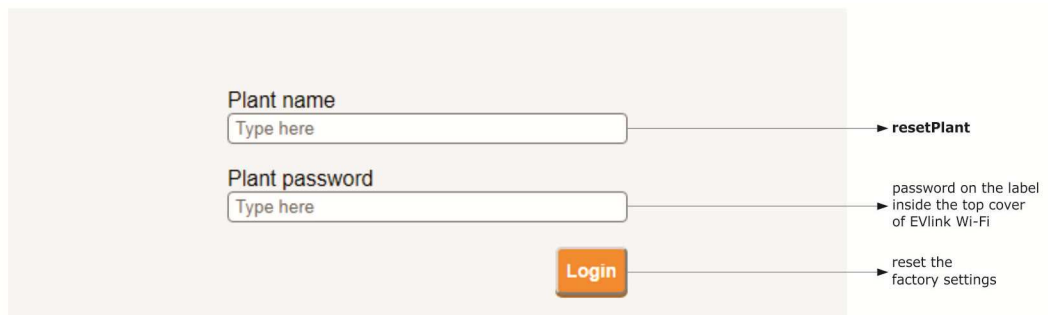 Plant name
Type here
resetPlant
Plant password
Type here
password on the label
inside the top cover
of EVlink Wi-Fi
Login
reset the
factory settings